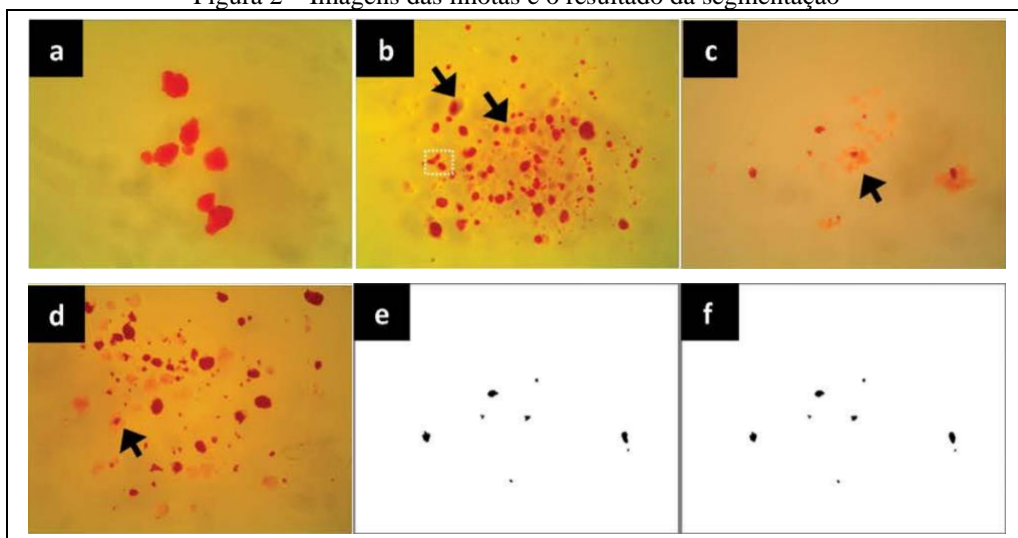 Figura 2 – Imagens das ilhotas e o resultado da segmentação
a
b
c
d
e
f